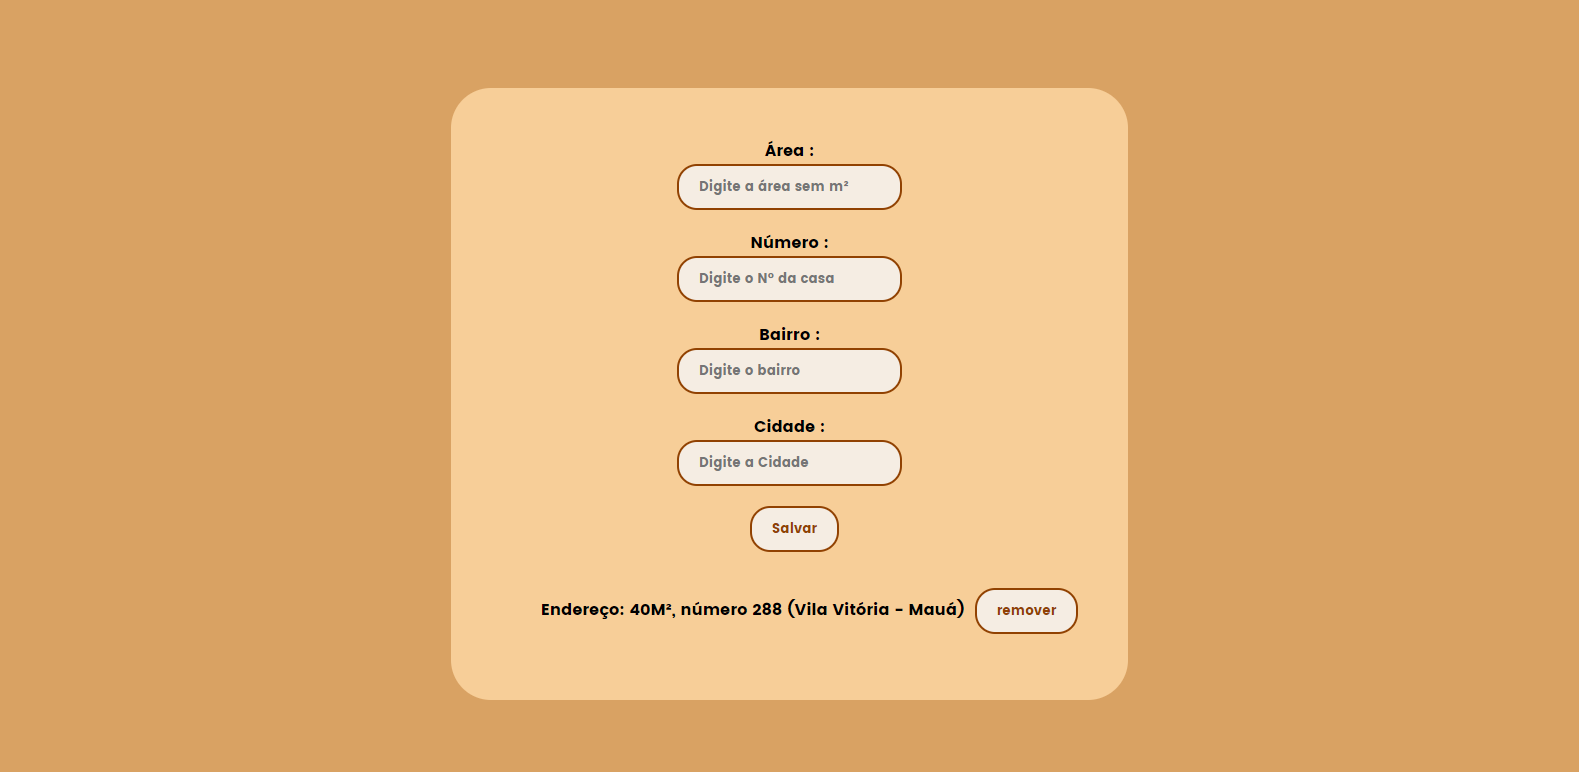 Área :
Digite a área sem m²
Número :
Digite o Nº da casa
Bairro :
Digite o bairro
Cidade :
Digite a Cidade
Salvar
Endereço: 40M², número 288 (Vila Vitória - Mauá) remover